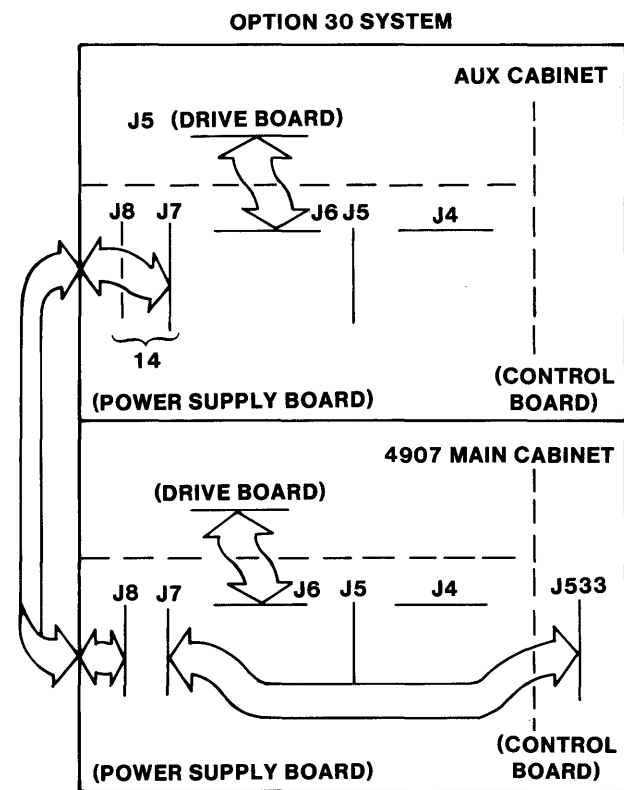 OPTION 30 SYSTEM
AUX CABINET
J5 (DRIVE BOARD)
J8 J7 J6 J5 J4
14
(POWER SUPPLY BOARD)
(CONTROL
BOARD)
4907 MAIN CABINET
(DRIVE BOARD)
J8 J7 J6 J5 J4 J533
(POWER SUPPLY BOARD)
(CONTROL
BOARD)